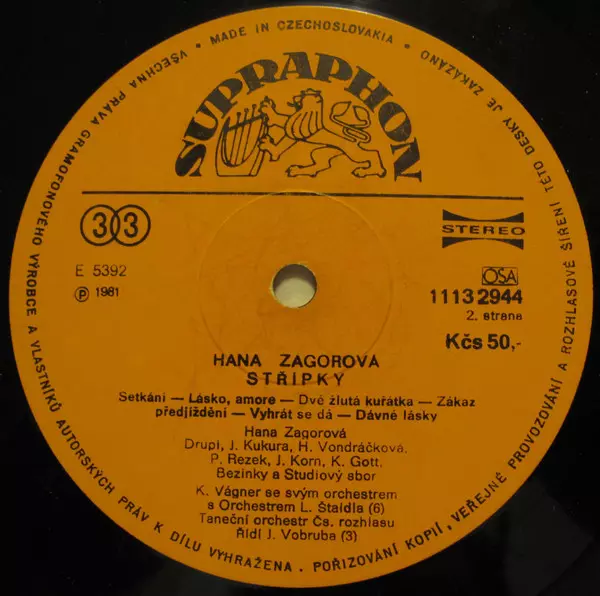 VŠECHNA PRÁVA GRAMOFONOVÉHO VÝROBCE A VLASTNÍKŮ AUTORSKÝCH PRÁV K DÍLU VYHRAŽENA. POŘIZOVÁNÍ KOPIÍ, VEŘEJNÉ PROVOZOVÁNÍ A ROZHLASOVÉ ŠÍŘENÍ TÉTO DESKY JE ZAKÁZÁNO • MADE IN CZECHOSLOVAKIA •
SUPRAPHON
33
STEREO
E 5392
℗ 1981
OSA
1113 2944
2. strana
Kčs 50,-
HANA ZAGOROVÁ
STŘÍPKY
Setkání — Lásko, amore — Dvě žlutá kuřátka — Zákaz
předjíždění — Vyhrát se dá — Dávné lásky
Hana Zagorová
Drupi, J. Kukura, H. Vondráčková,
P. Rezek, J. Korn, K. Gott,
Bezinky a Studiový sbor
K. Vágner se svým orchestrem
s Orchestrem L. Štaidla (6)
Taneční orchestr Čs. rozhlasu
Řídí J. Vobruba (3)